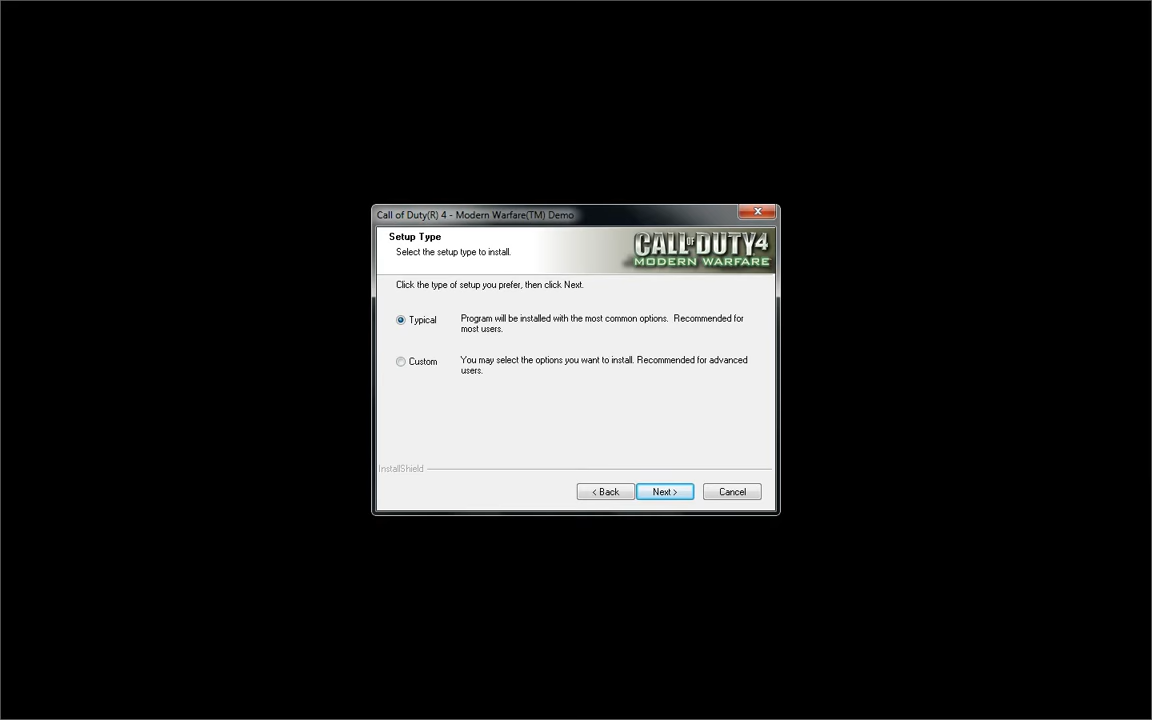 Call of Duty(R) 4 - Modern Warfare(TM) Demo
Setup Type
Select the setup type to install.
CALL OF DUTY 4
MODERN WARFARE
Click the type of setup you prefer, then click Next.
Typical
Program will be installed with the most common options.  Recommended for
most users.
Custom
You may select the options you want to install. Recommended for advanced
users.
InstallShield
< Back
Next >
Cancel